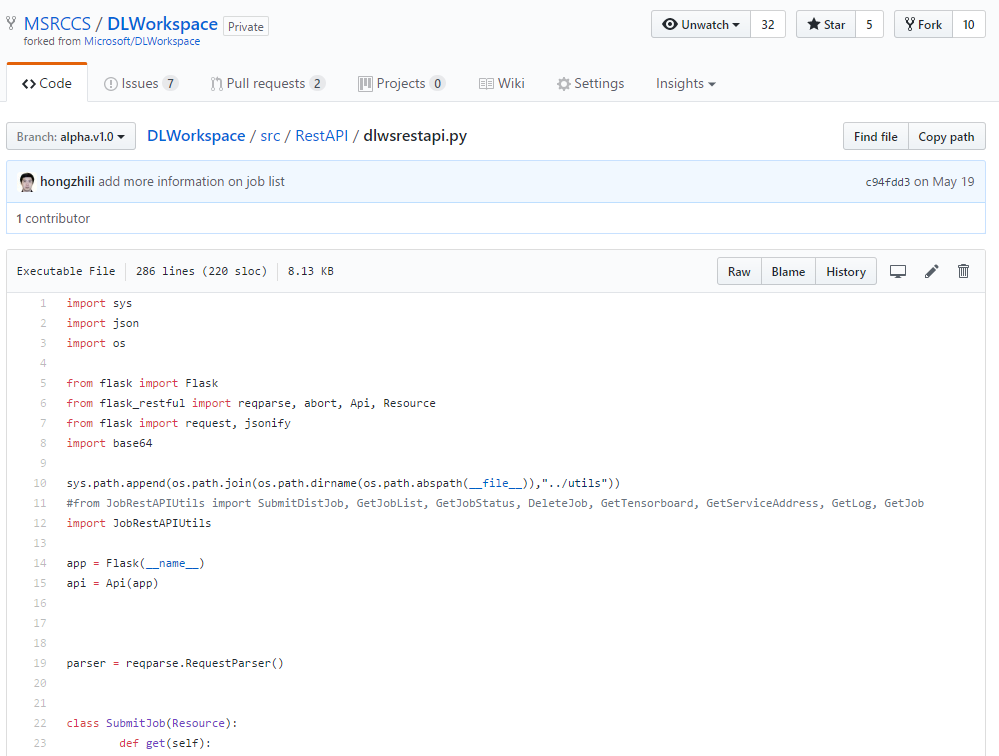 MSRCCS / DLWorkspace Private
Unwatch 32 Star 5 Fork 10
forked from Microsoft/DLWorkspace
Code Issues 7 Pull requests 2 Projects 0 Wiki Settings Insights
Branch: alpha.v1.0 DLWorkspace / src / RestAPI / dlwsrestapi.py Find file Copy path
hongzhili add more information on job list c94fdd3 on May 19
1 contributor
Executable File 286 lines (220 sloc) 8.13 KB Raw Blame History
1 import sys
2 import json
3 import os
4
5 from flask import Flask
6 from flask_restful import reqparse, abort, Api, Resource
7 from flask import request, jsonify
8 import base64
9
10 sys.path.append(os.path.join(os.path.dirname(os.path.abspath(__file__)),"../utils"))
11 #from JobRestAPIUtils import SubmitDistJob, GetJobList, GetJobStatus, DeleteJob, GetTensorboard, GetServiceAddress, GetLog, GetJob
12 import JobRestAPIUtils
13
14 app = Flask(__name__)
15 api = Api(app)
16
17
18
19 parser = reqparse.RequestParser()
20
21
22 class SubmitJob(Resource):
23 def get(self):